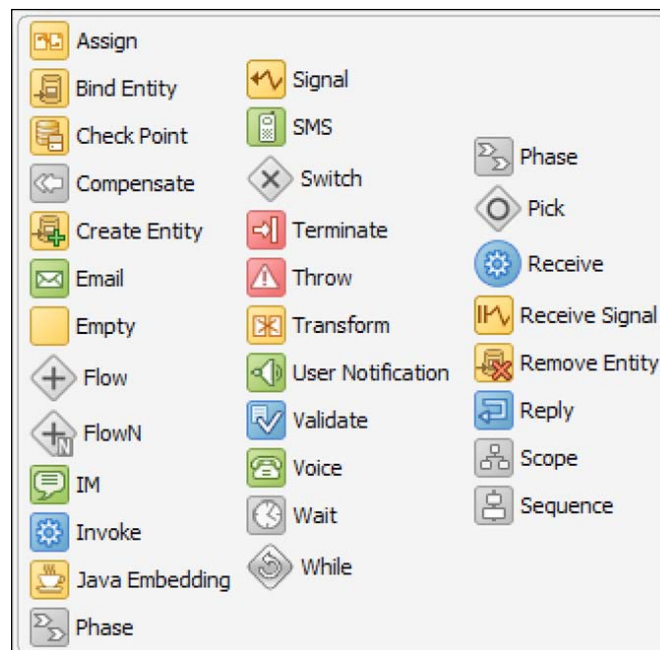 Assign
Bind Entity
Check Point
Compensate
Create Entity
Email
Empty
Flow
FlowN
N
IM
Invoke
Java Embedding
Phase
Signal
SMS
Switch
Terminate
Throw
Transform
User Notification
Validate
Voice
Wait
While
Phase
Pick
Receive
Receive Signal
Remove Entity
Reply
Scope
Sequence